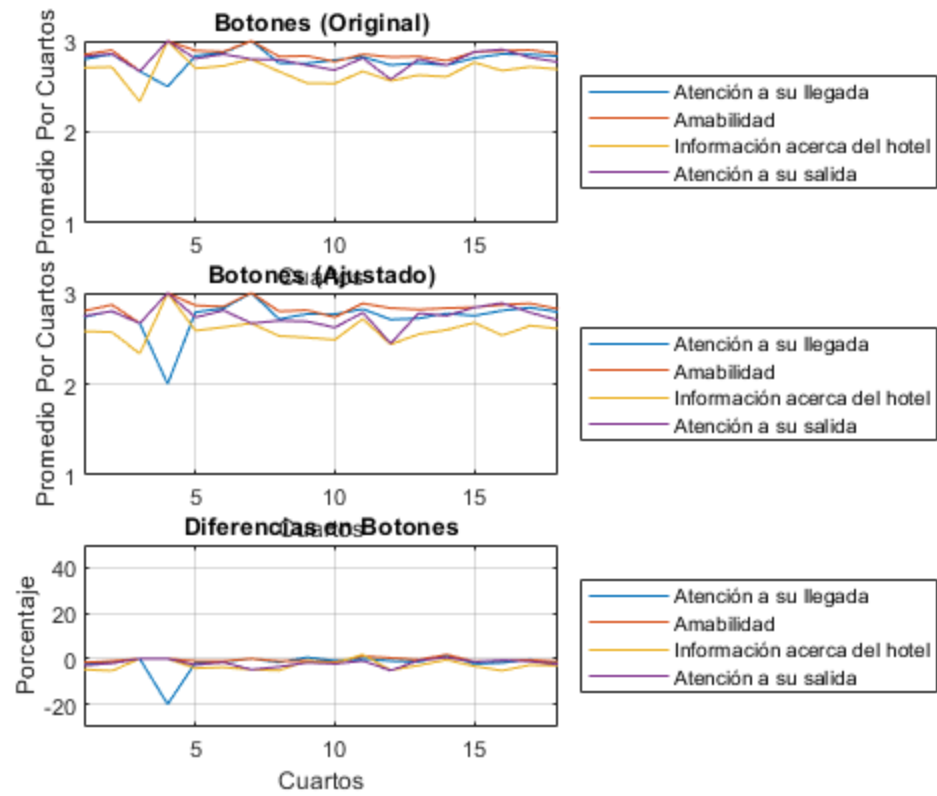 Botones (Original)
Promedio Por Cuartos
3
2
1
5
10
15
Cuartos
Atención a su llegada
Amabilidad
Información acerca del hotel
Atención a su salida
Botones (Ajustado)
Promedio Por Cuartos
3
2
1
5
10
15
Cuartos
Atención a su llegada
Amabilidad
Información acerca del hotel
Atención a su salida
Diferencias en Botones
Porcentaje
40
20
0
-20
5
10
15
Cuartos
Atención a su llegada
Amabilidad
Información acerca del hotel
Atención a su salida